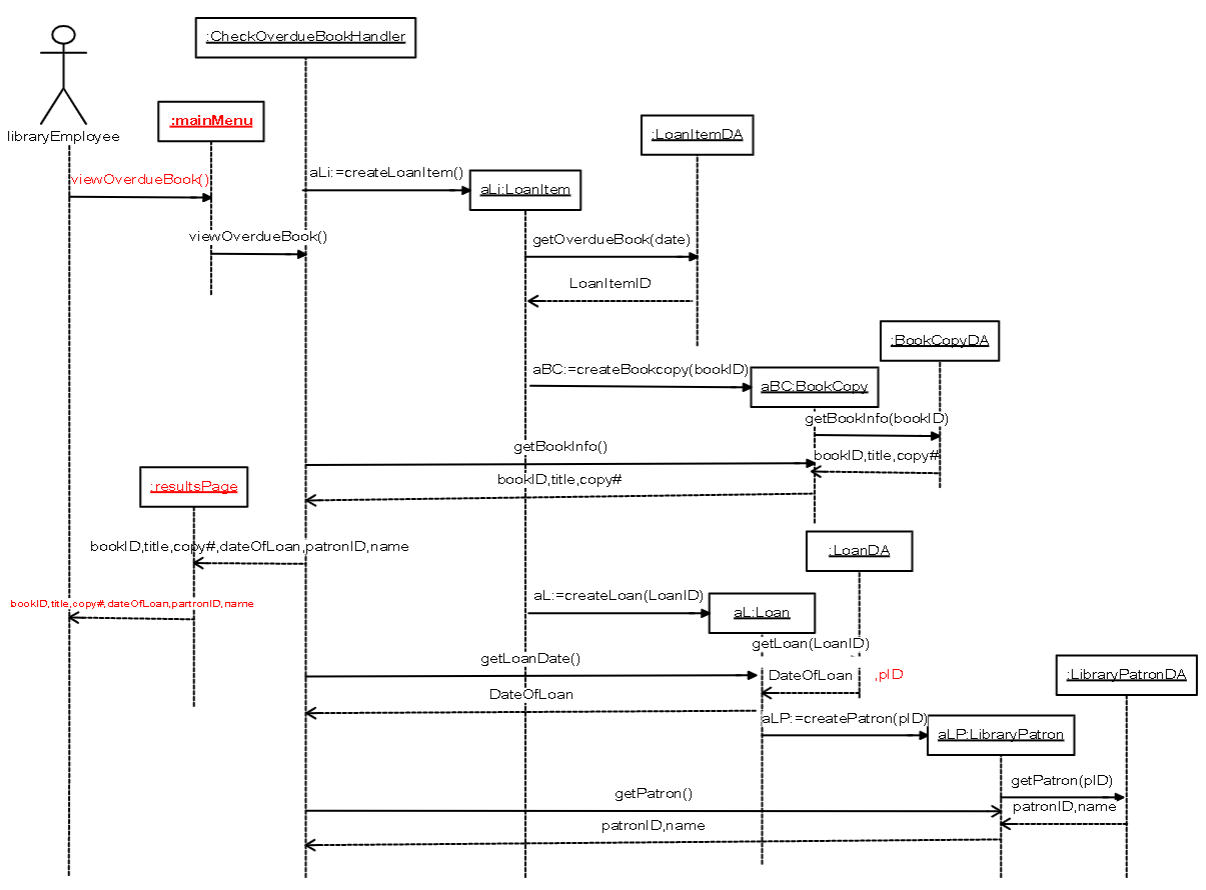 :CheckOverdueBookHandler
:mainMenu
libraryEmployee
:LoanItemDA
viewOverdueBook()
aLi:=createLoanItem()
aLi:LoanItem
viewOverdueBook()
getOverdueBook(date)
LoanItemID
:BookCopyDA
aBC:=createBookcopy(bookID)
aBC:BookCopy
getBookInfo(bookID)
getBookInfo()
bookID,title,copy#
bookID,title,copy#
:resultsPage
bookID,title,copy#,dateOfLoan,patronID,name
:LoanDA
aL:=createLoan(LoanID)
bookID,title,copy#,dateOfLoan,partronID,name
aL:Loan
getLoan(LoanID)
getLoanDate()
DateOfLoan ,pID
:LibraryPatronDA
DateOfLoan
aLP:=createPatron(pID)
aLP:LibraryPatron
getPatron(pID)
getPatron()
patronID,name
patronID,name